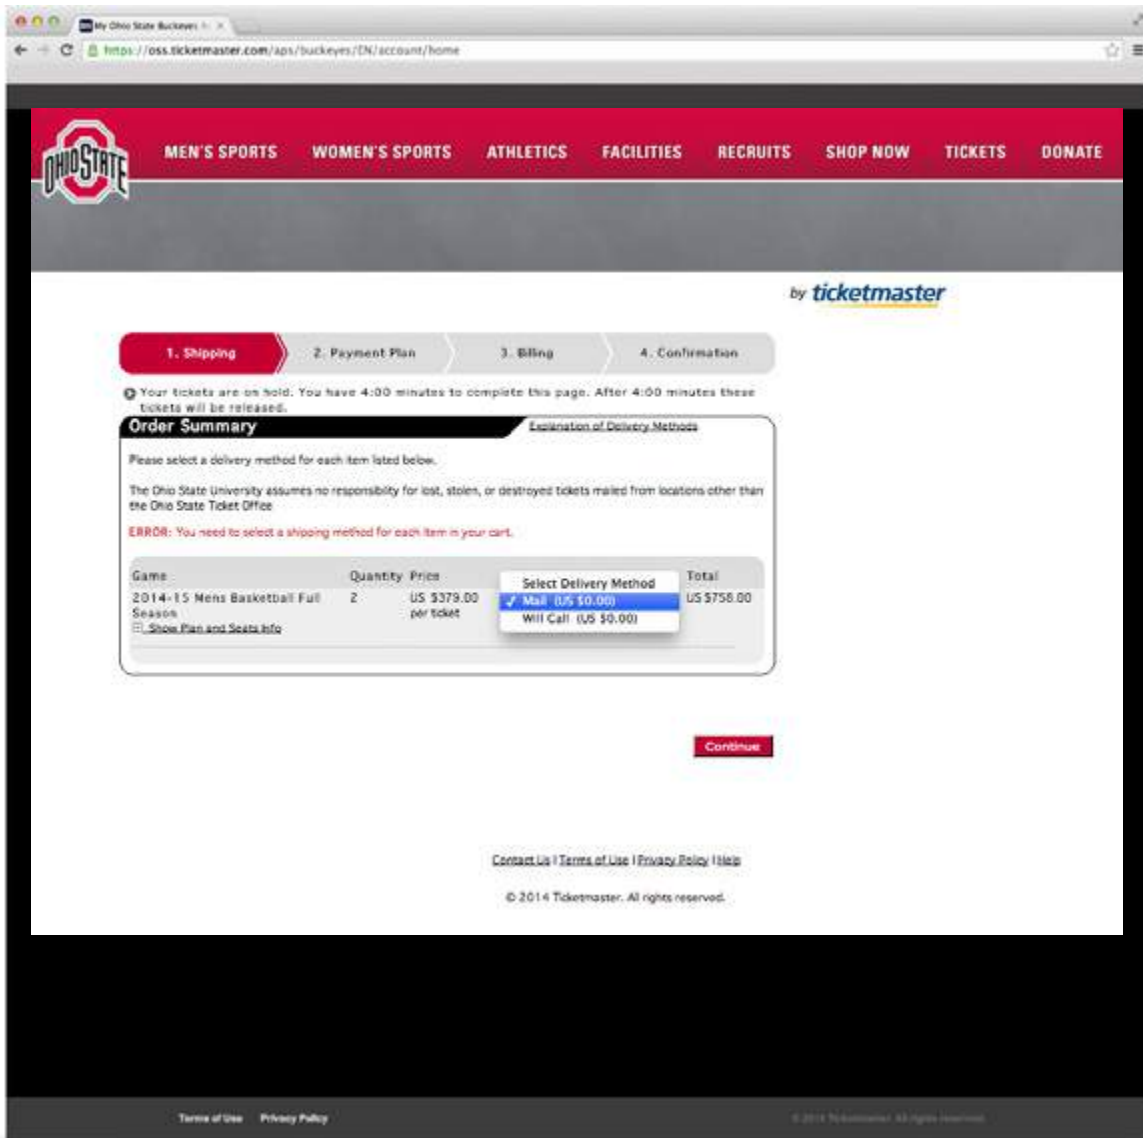 My Ohio State Buckeyes
https://oss.ticketmaster.com/aps/buckeyes/EN/account/home
OHIO STATE
MEN'S SPORTS WOMEN'S SPORTS ATHLETICS FACILITIES RECRUITS SHOP NOW TICKETS DONATE
by ticketmaster
1. Shipping 2. Payment Plan 3. Billing 4. Confirmation
Your tickets are on hold. You have 4:00 minutes to complete this page. After 4:00 minutes these
tickets will be released.
Order Summary Explanation of Delivery Methods
Please select a delivery method for each item listed below.
The Ohio State University assumes no responsibility for lost, stolen, or destroyed tickets mailed from locations other than
the Ohio State Ticket Office
ERROR: You need to select a shipping method for each item in your cart.
Game Quantity Price Select Delivery Method Total
2014-15 Mens Basketball Full 2 US $379.00 ✓ Mail (US $0.00) US $758.00
Season per ticket Will Call (US $0.00)
Show Plan and Seats Info
Continue
Contact Us | Terms of Use | Privacy Policy | Help
© 2014 Ticketmaster. All rights reserved.
Terms of Use Privacy Policy © 2014 Ticketmaster. All rights reserved.